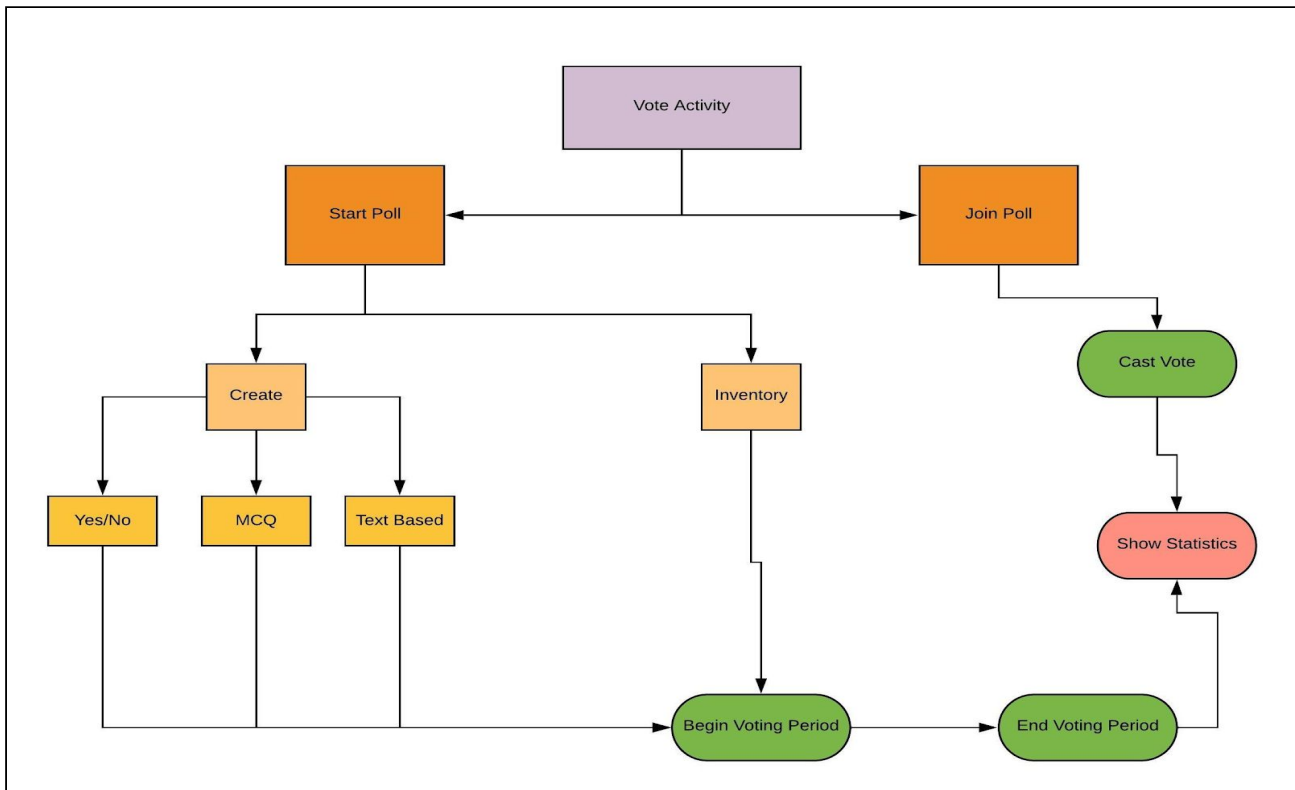 Vote Activity
Start Poll
Join Poll
Cast Vote
Create
Inventory
Yes/No
MCQ
Text Based
Show Statistics
Begin Voting Period
End Voting Period